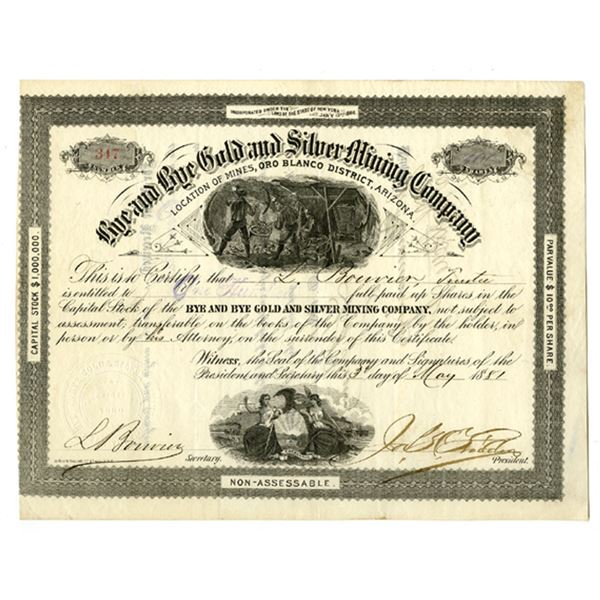 INCORPORATED UNDER THE
LAWS OF THE STATE OF NEW YORK
JAN'Y 1880
317
NUMBER
SHARES
Bye and Bye Gold and Silver Mining Company
LOCATION OF MINES, ORO BLANCO DISTRICT, ARIZONA.
CAPITAL STOCK $1,000,000.
PAR VALUE $10.00 PER SHARE.
This is to Certify, that L. Bouvier Trustee
is entitled to full paid up Shares in the
Capital Stock of the BYE AND BYE GOLD AND SILVER MINING COMPANY, not subject to
assessment, transferable on the books of the Company, by the holder, in
person or by his Attorney, on the surrender of this Certificate.
Witness, the Seal of the Company and Signatures of the
President and Secretary this 3d day of May 1881
L. Bouvier
Secretary.
President.
NON-ASSESSABLE.